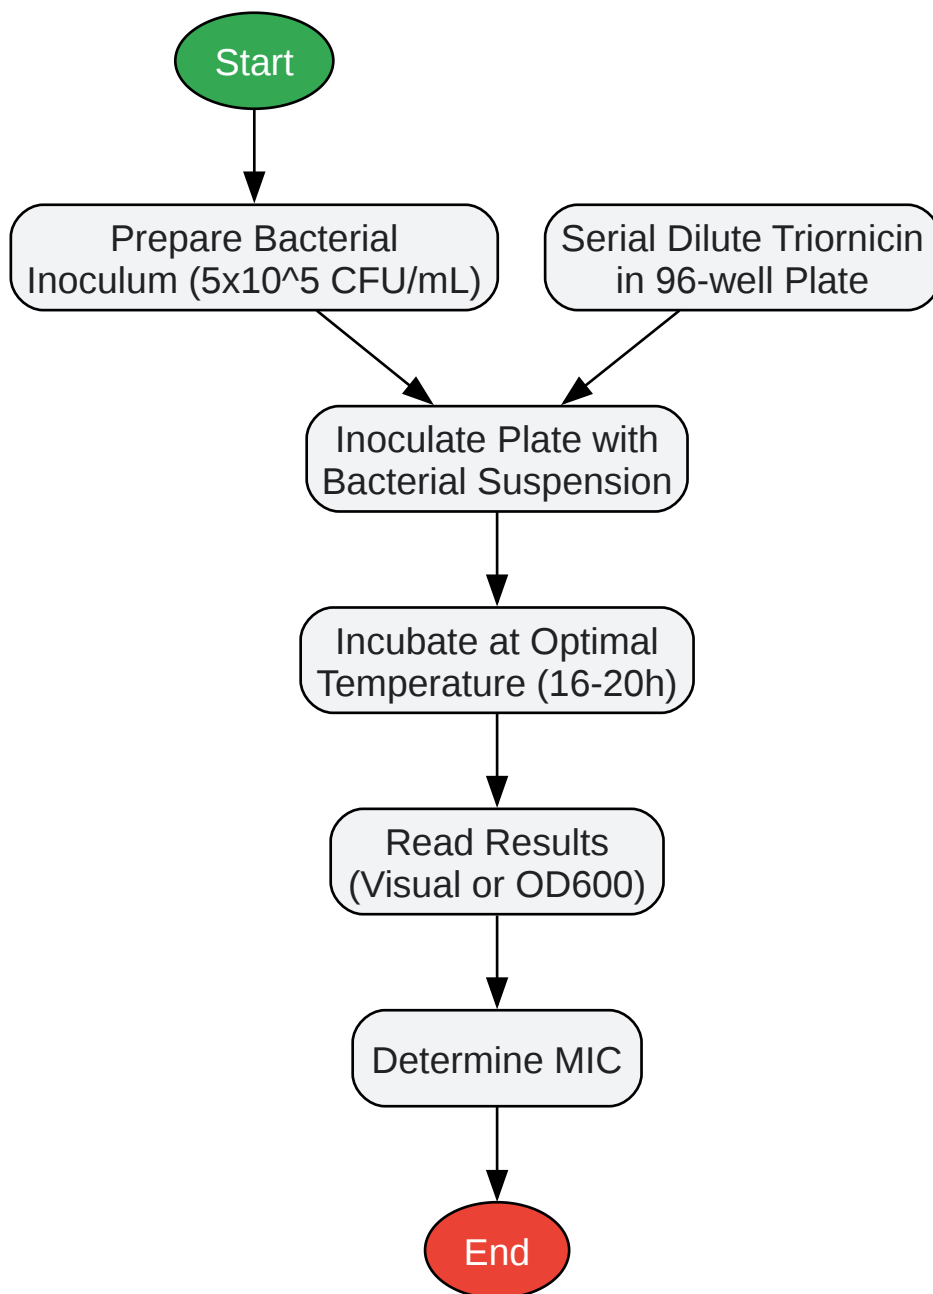 Start
Prepare Bacterial
Inoculum (5x10^5 CFU/mL)
Serial Dilute Triornicin
in 96-well Plate
Inoculate Plate with
Bacterial Suspension
Incubate at Optimal
Temperature (16-20h)
Read Results
(Visual or OD600)
Determine MIC
End